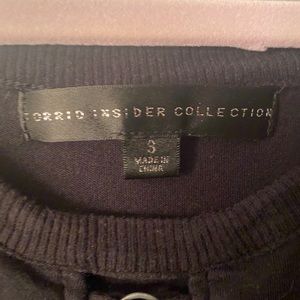 TORRID INSIDER COLLECTION
3
MADE IN
CHINA